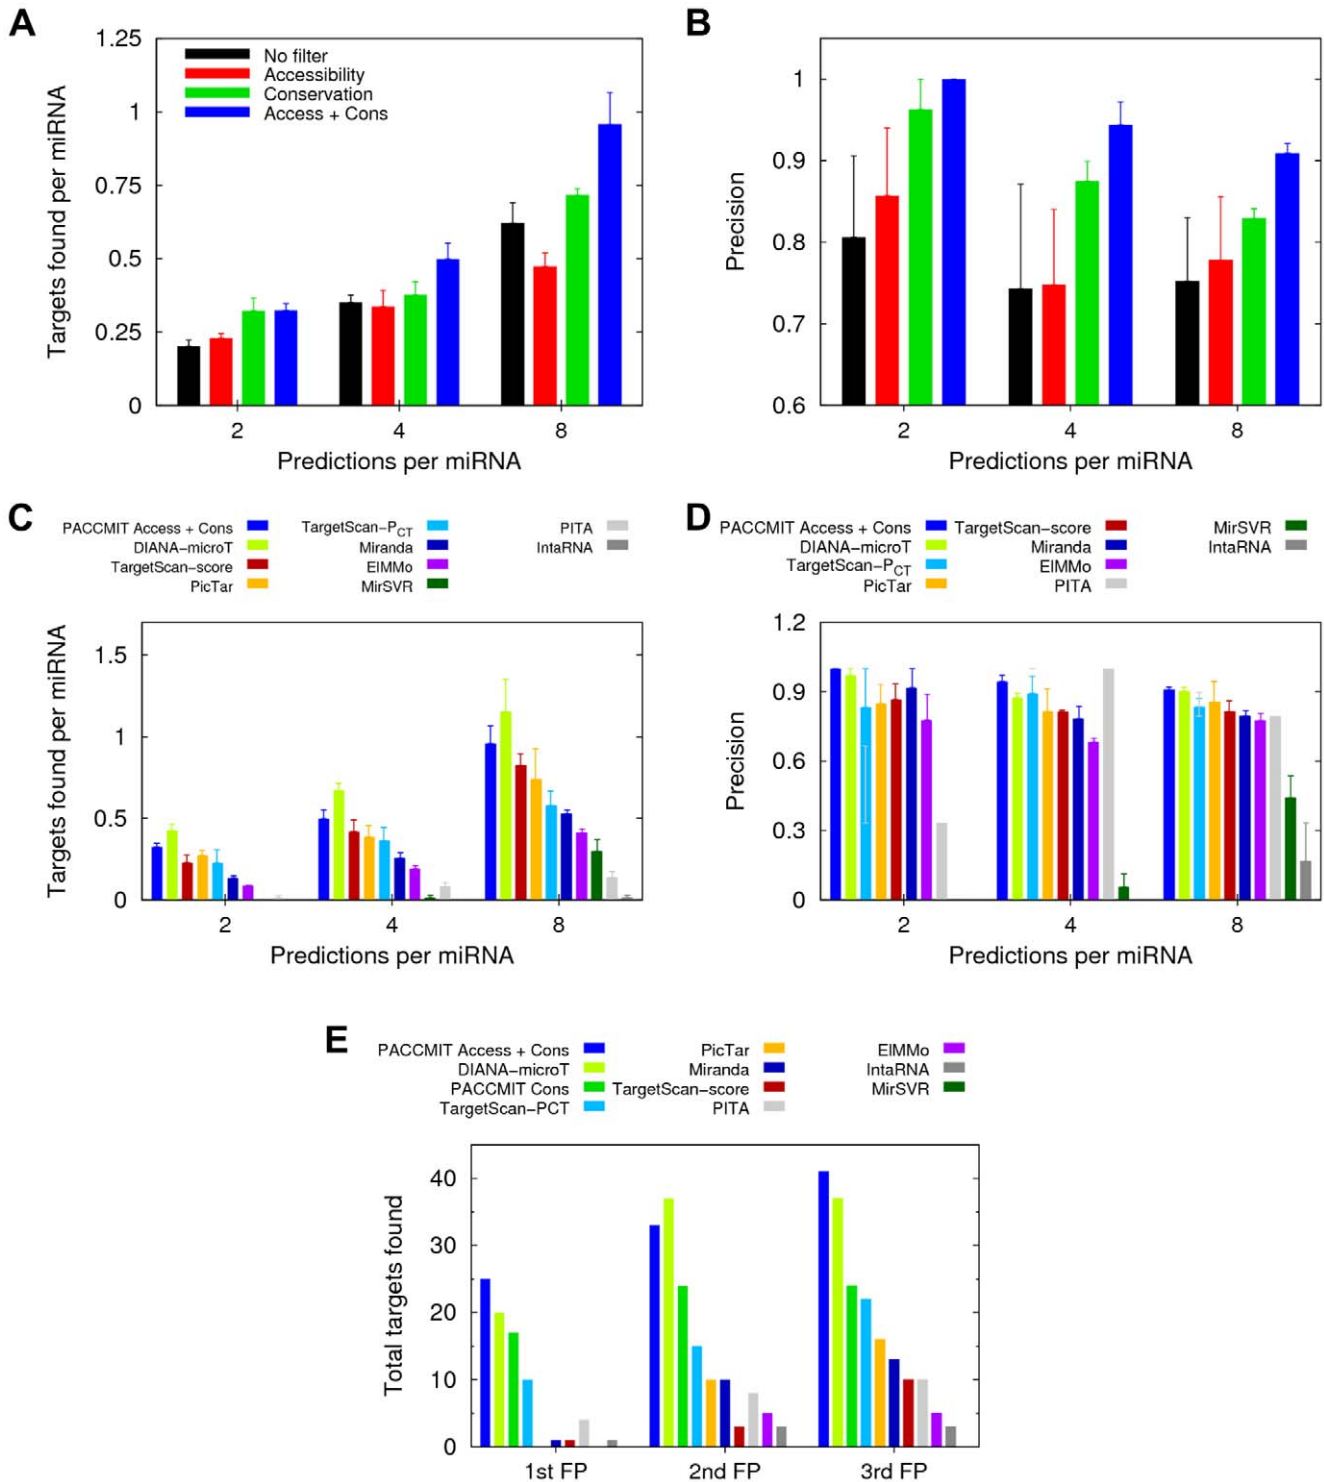 A
Targets found per miRNA
1.25
1
0.75
0.5
0.25
0
No filter
Accessibility
Conservation
Access + Cons
2
4
8
Predictions per miRNA
B
Precision
1
0.9
0.8
0.7
0.6
2
4
8
Predictions per miRNA
C
PACCMIT Access + Cons
DIANA-microT
TargetScan-score
PicTar
TargetScan-PCT
Miranda
EIMMo
MirSVR
PITA
IntaRNA
Targets found per miRNA
1.5
1
0.5
0
2
4
8
Predictions per miRNA
D
PACCMIT Access + Cons
DIANA-microT
TargetScan-PCT
PicTar
TargetScan-score
Miranda
EIMMo
PITA
MirSVR
IntaRNA
Precision
1.2
0.9
0.6
0.3
0
2
4
8
Predictions per miRNA
E
PACCMIT Access + Cons
DIANA-microT
PACCMIT Cons
TargetScan-PCT
PicTar
Miranda
TargetScan-score
PITA
EIMMo
IntaRNA
MirSVR
Total targets found
40
30
20
10
0
1st FP
2nd FP
3rd FP